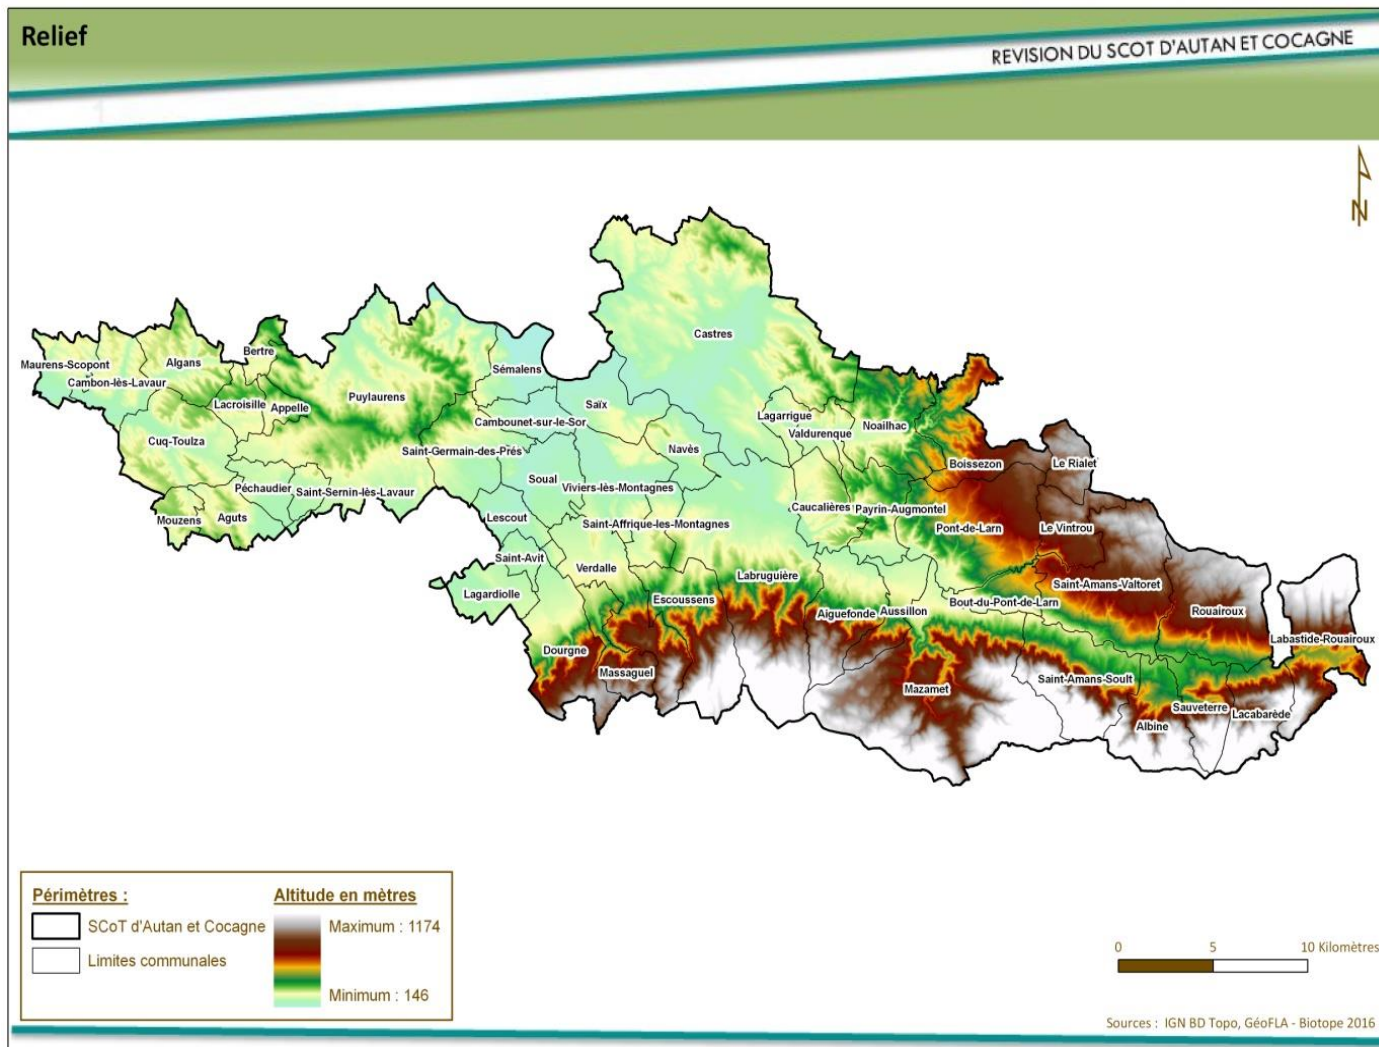 Relief
REVISION DU SCOT D'AUTAN ET COCAGNE
N
Castres
Maurens-Scopont
Algans
Bertre
Cambon-lès-Lavaur
Sémalens
Puylaurens
Lacroisille
Appelle
Saïx
Cambounet-sur-le-Sor
Lagarrigue
Valdurenque
Noailhac
Cuq-Toulza
Saint-Germain-des-Prés
Navès
Boissezon
Le Rialet
Soual
Viviers-lès-Montagnes
Péchaudier
Saint-Sernin-lès-Lavaur
Caucalières
Payrin-Augmontel
Mouzens
Aguts
Lescout
Saint-Affrique-les-Montagnes
Pont-de-Larn
Le Vintrou
Saint-Avit
Verdalle
Labruguière
Saint-Amans-Valtoret
Lagardiolle
Escoussens
Aiguefonde
Aussillon
Bout-du-Pont-de-Larn
Rouairoux
Labastide-Rouairoux
Dourgne
Massaguel
Mazamet
Saint-Amans-Soult
Sauveterre
Lacabarède
Albine
Périmètres :
SCoT d'Autan et Cocagne
Limites communales
Altitude en mètres
Maximum : 1174
Minimum : 146
0 5 10 Kilomètres
Sources : IGN BD Topo, GéoFLA - Biotope 2016